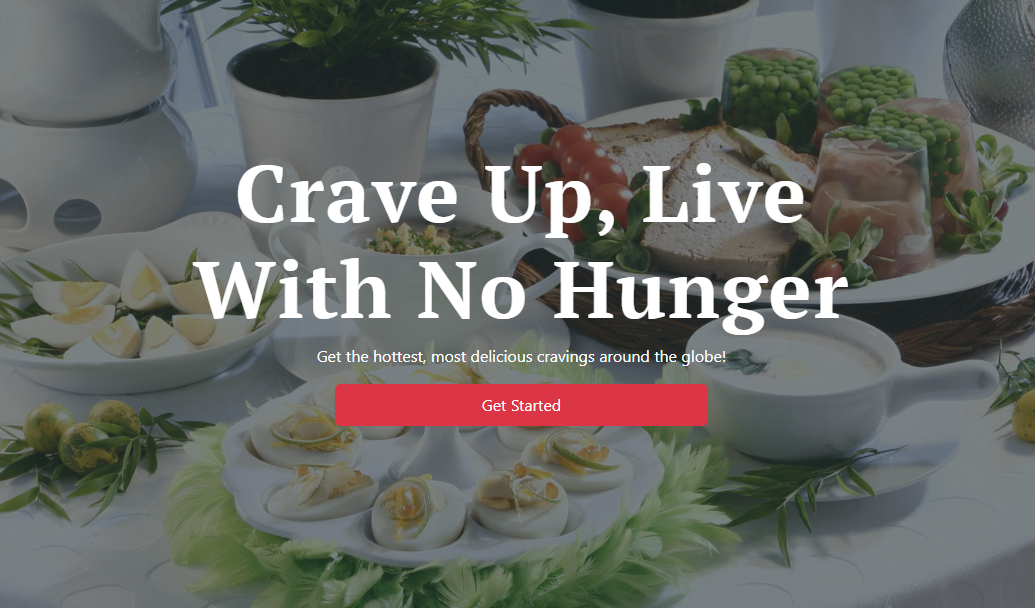 Crave Up, Live
With No Hunger
Get the hottest, most delicious cravings around the globe!
Get Started